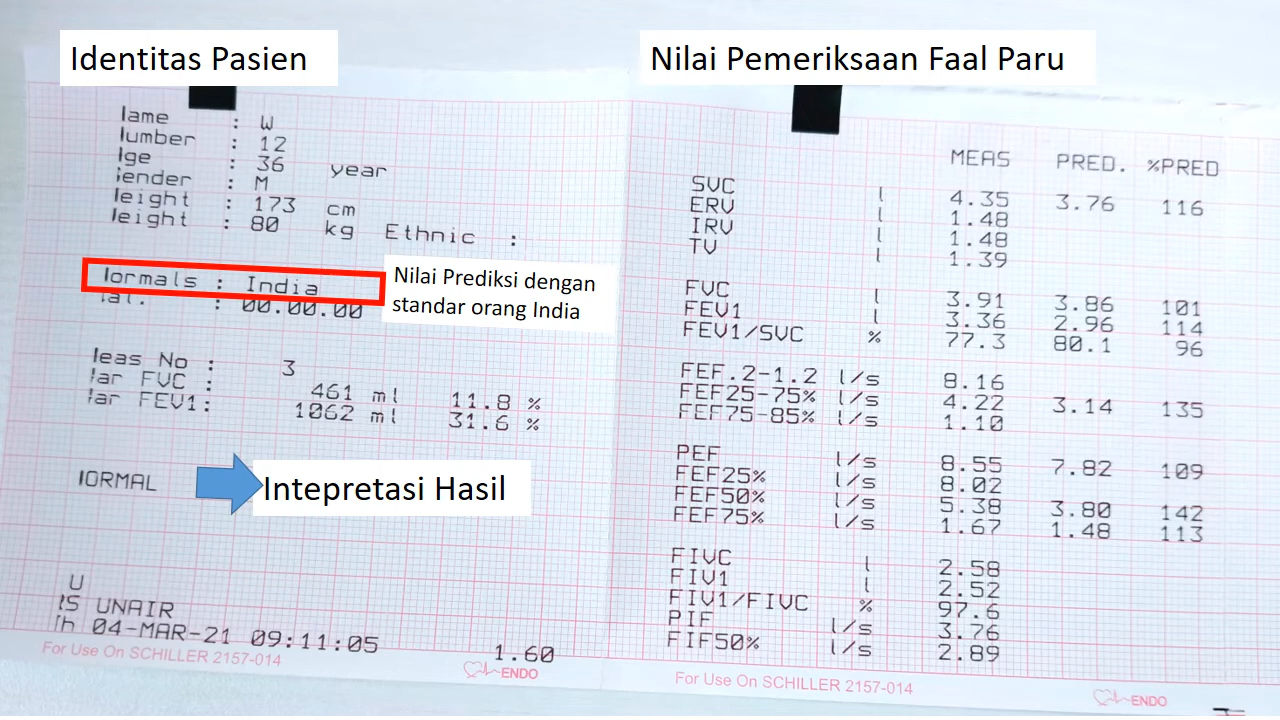 Identitas Pasien
Nilai Pemeriksaan Faal Paru
lame : W
lumber : 12
lge : 36 year
lender : M
leight : 173 cm
leight : 80 kg Ethnic :
lormals : India
Nilai Prediksi dengan
standar orang India
lal. : 00.00.00
leas No : 3
lar FVC : 461 ml 11.8 %
lar FEV1: 1062 ml 31.6 %
IORMAL
Intepretasi Hasil
U
IS UNAIR
Th 04-MAR-21 09:11:05
1.60
For Use On SCHILLER 2157-014
ENDO
MEAS PRED. %PRED
SVC l 4.35 3.76 116
ERV l 1.48
IRV l 1.48
TV l 1.39
FVC l 3.91 3.86 101
FEV1 l 3.36 2.96 114
FEV1/SVC % 77.3 80.1 96
FEF.2-1.2 l/s 8.16
FEF25-75% l/s 4.22 3.14 135
FEF75-85% l/s 1.10
PEF l/s 8.55 7.82 109
FEF25% l/s 8.02
FEF50% l/s 5.38 3.80 142
FEF75% l/s 1.67 1.48 113
FIVC l 2.58
FIV1 l 2.52
FIV1/FIVC % 97.6
PIF l/s 3.76
FIF50% l/s 2.89
For Use On SCHILLER 2157-014
ENDO